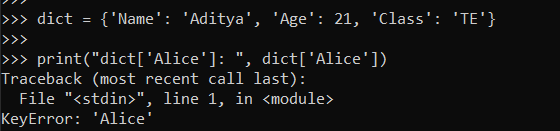 >>>
>>> dict = {'Name': 'Aditya', 'Age': 21, 'Class': 'TE'}
>>>
>>> print("dict['Alice']: ", dict['Alice'])
Traceback (most recent call last):
  File "<stdin>", line 1, in <module>
KeyError: 'Alice'